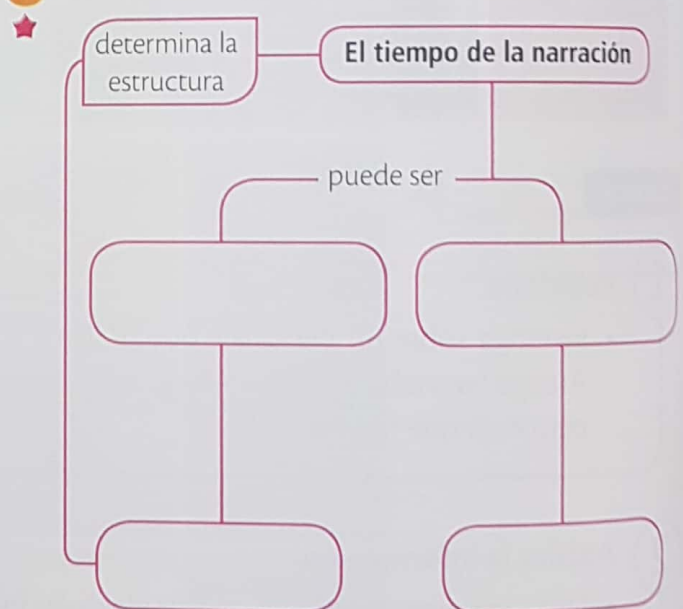 determina la
estructura
El tiempo de la narración
puede ser